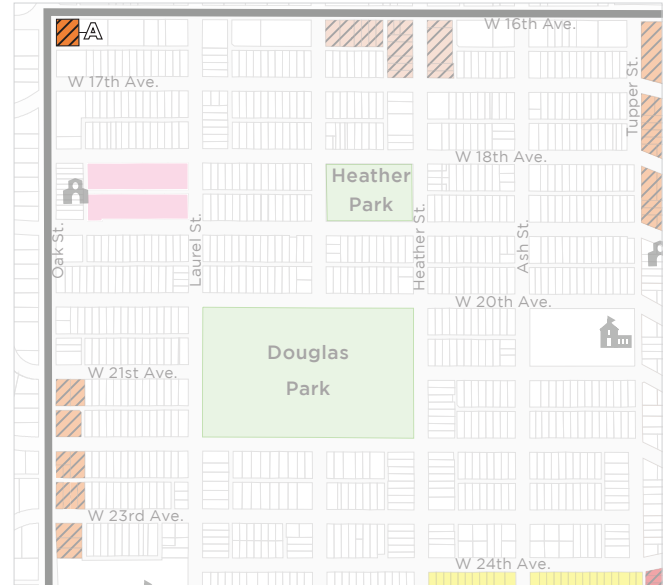 A
W 16th Ave.
W 17th Ave.
Tupper St.
W 18th Ave.
Heather
Park
Oak St.
Laurel St.
Heather St.
Ash St.
W 20th Ave.
Douglas
Park
W 21st Ave.
W 23rd Ave.
W 24th Ave.